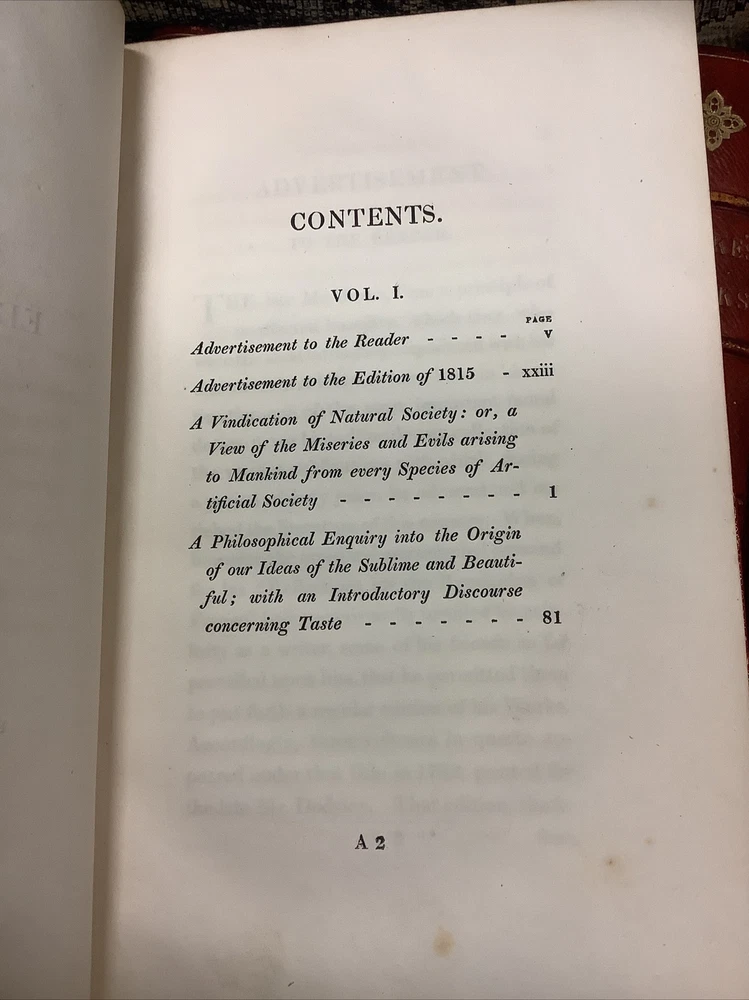 CONTENTS.
VOL. I.
PAGE
Advertisement to the Reader - - - - v
Advertisement to the Edition of 1815 - xxiii
A Vindication of Natural Society: or, a
View of the Miseries and Evils arising
to Mankind from every Species of Ar-
tificial Society - - - - - - - - 1
A Philosophical Enquiry into the Origin
of our Ideas of the Sublime and Beauti-
ful; with an Introductory Discourse
concerning Taste - - - - - - - 81
A 2